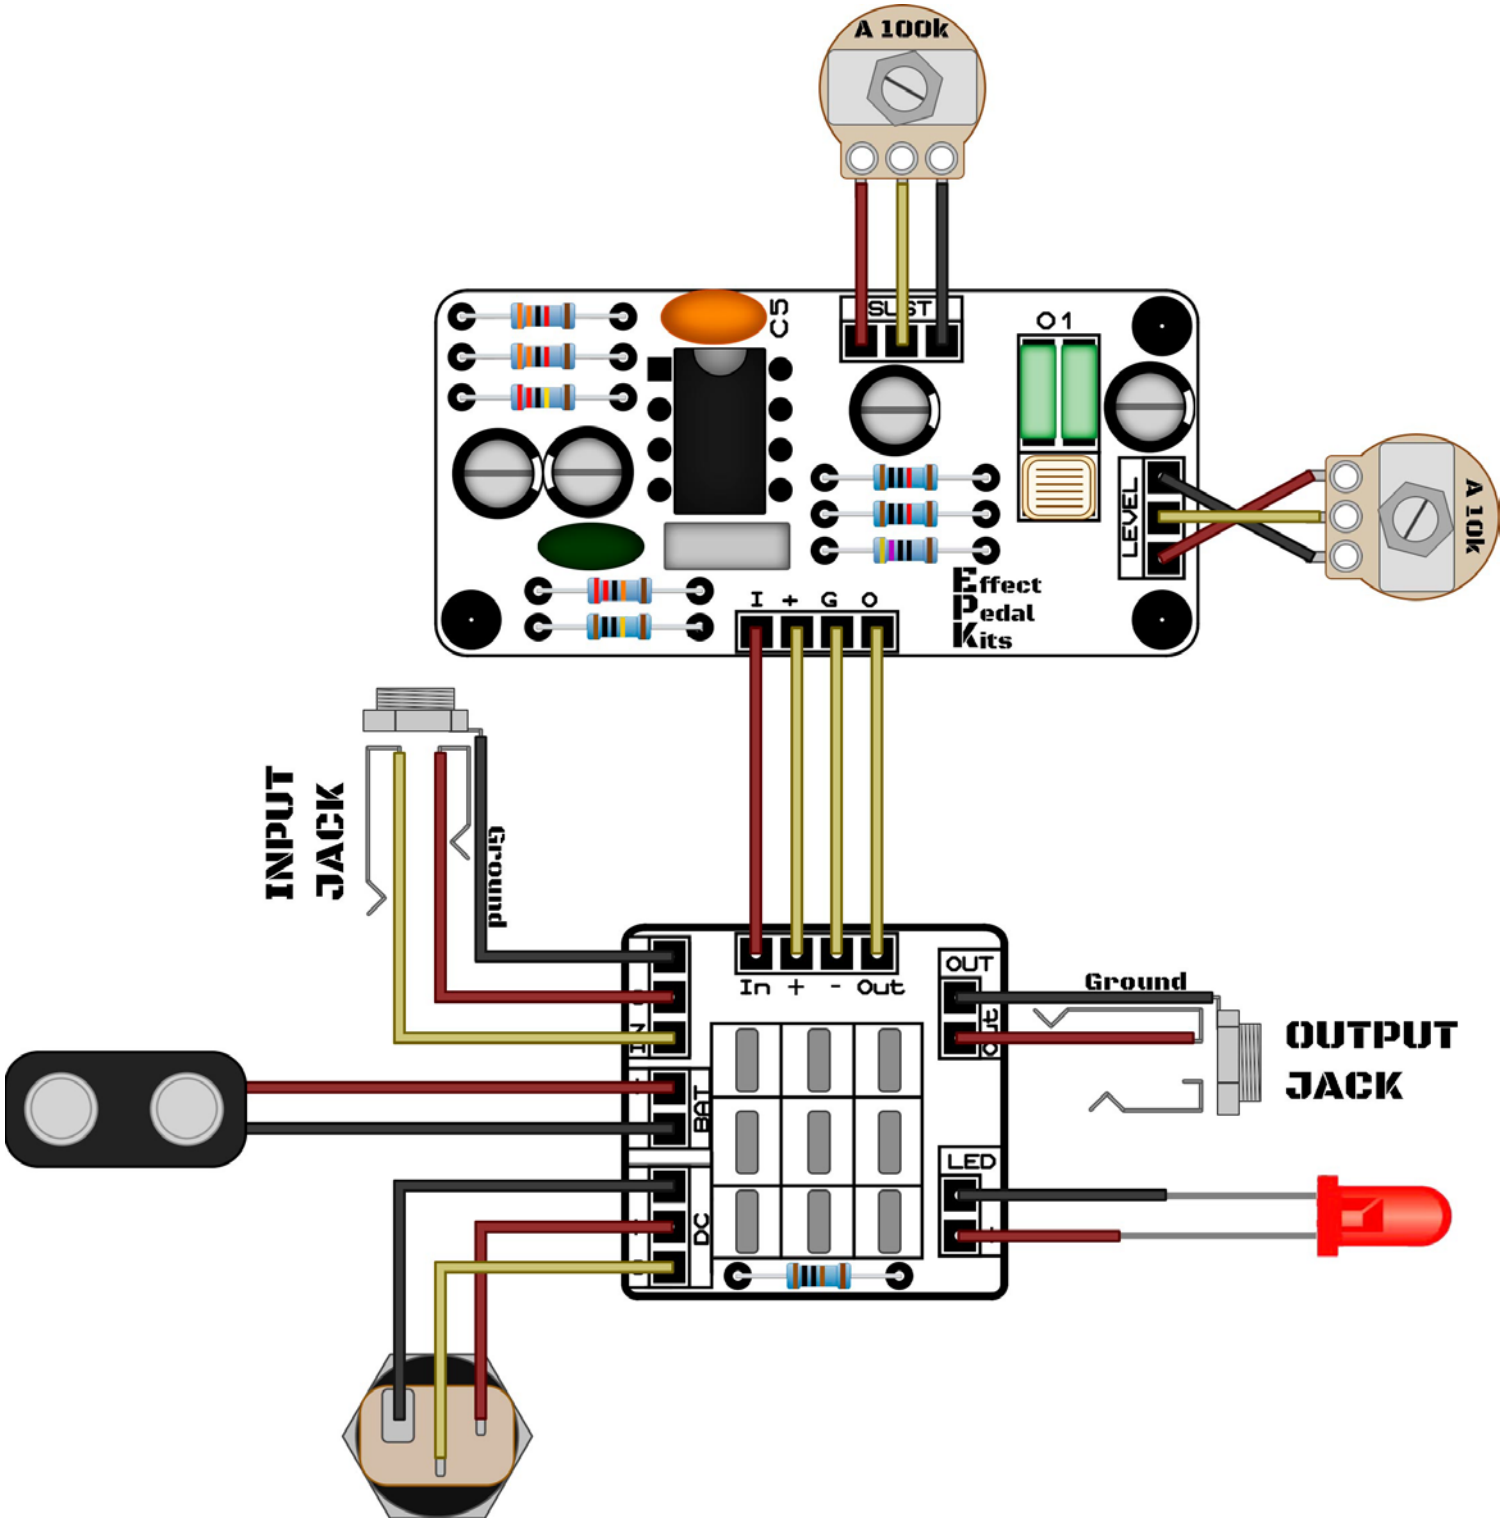 A 100k
C5
SUST
O1
LEVEL
A 10k
I + G O
Effect
Pedal
Kits
INPUT
JACK
Ground
In + - Out
IN
BAT
DC
OUT
Out
Ground
OUTPUT
JACK
LED